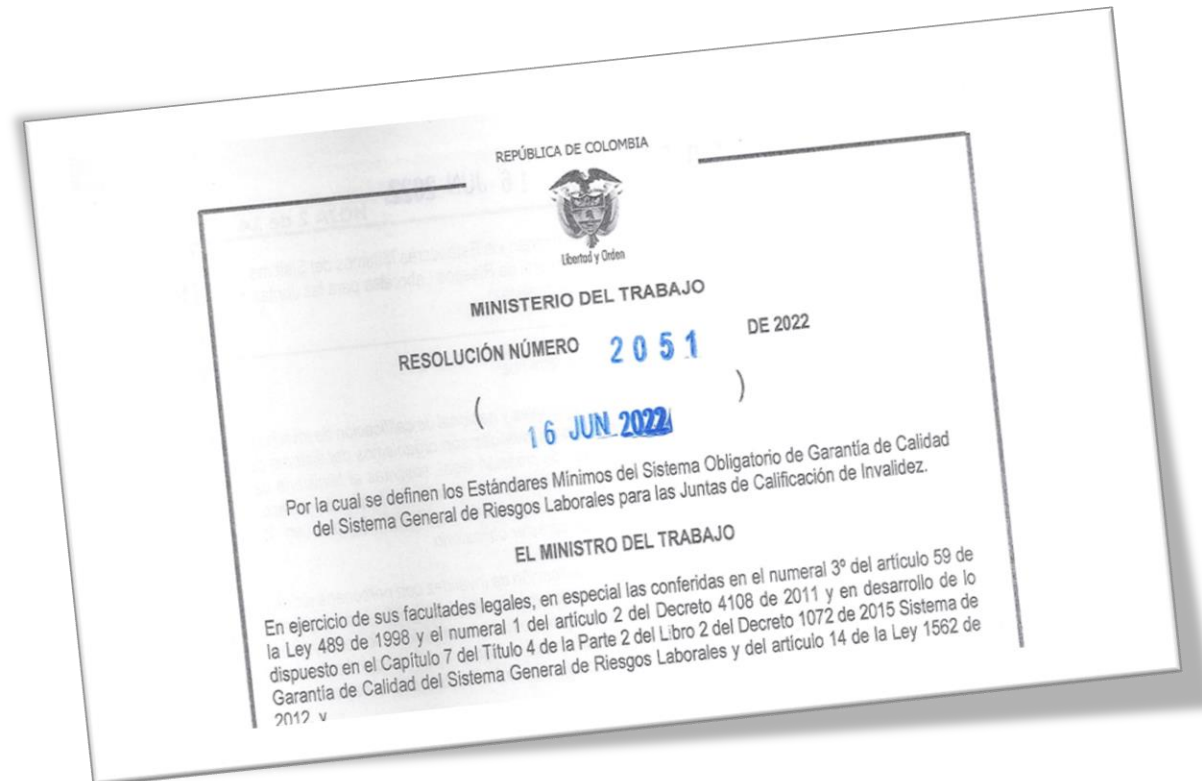 REPÚBLICA DE COLOMBIA
Libertad y Orden
MINISTERIO DEL TRABAJO
RESOLUCIÓN NÚMERO 2051 DE 2022
( 16 JUN 2022 )
Por la cual se definen los Estándares Mínimos del Sistema Obligatorio de Garantía de Calidad
del Sistema General de Riesgos Laborales para las Juntas de Calificación de Invalidez.
EL MINISTRO DEL TRABAJO
En ejercicio de sus facultades legales, en especial las conferidas en el numeral 3º del artículo 59 de
la Ley 489 de 1998 y el numeral 1 del artículo 2 del Decreto 4108 de 2011 y en desarrollo de lo
dispuesto en el Capítulo 7 del Título 4 de la Parte 2 del Libro 2 del Decreto 1072 de 2015 Sistema de
Garantía de Calidad del Sistema General de Riesgos Laborales y del artículo 14 de la Ley 1562 de
2012 y